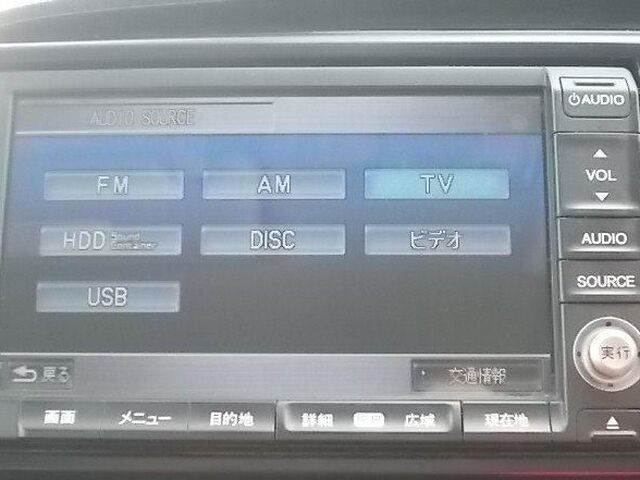 AUDIO SOURCE
FM AM TV
HDD Sound Container DISC ビデオ
USB
戻る 交通情報
画面 メニュー 目的地 詳細 広域 現在地
AUDIO
VOL
AUDIO
SOURCE
実行